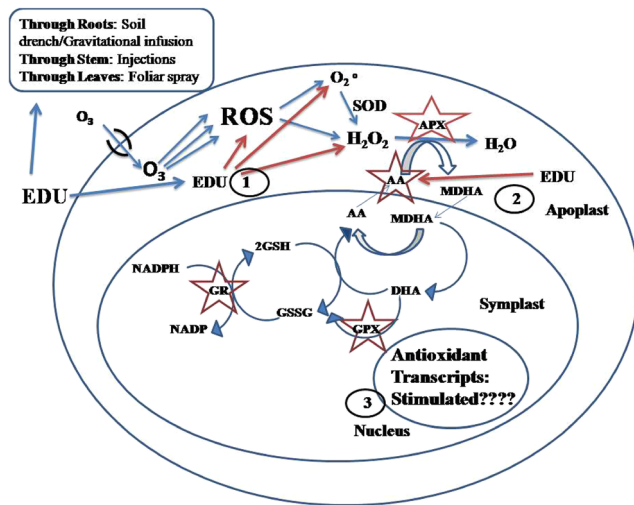 Through Roots: Soil
drench/Gravitational infusion
Through Stem: Injections
Through Leaves: Foliar spray
O₂°
O₃
ROS
SOD
APX
H₂O₂
H₂O
O₃
EDU
EDU
1
AA
MDHA
EDU
2
Apoplast
AA
MDHA
2GSH
NADPH
GR
DHA
Symplast
GSSG
NADP
GPX
Antioxidant
Transcripts:
Stimulated????
3
Nucleus